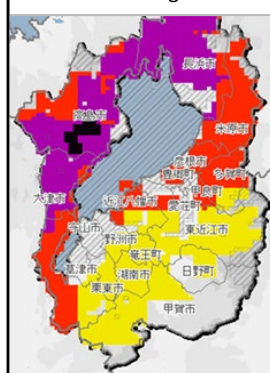 長浜市
高島市
米原市
彦根市
豊郷町
甲良町
多賀町
大津市
近江八幡市
愛荘町
守山市
野洲市
東近江市
竜王町
草津市
湖南市
日野町
栗東市
甲賀市